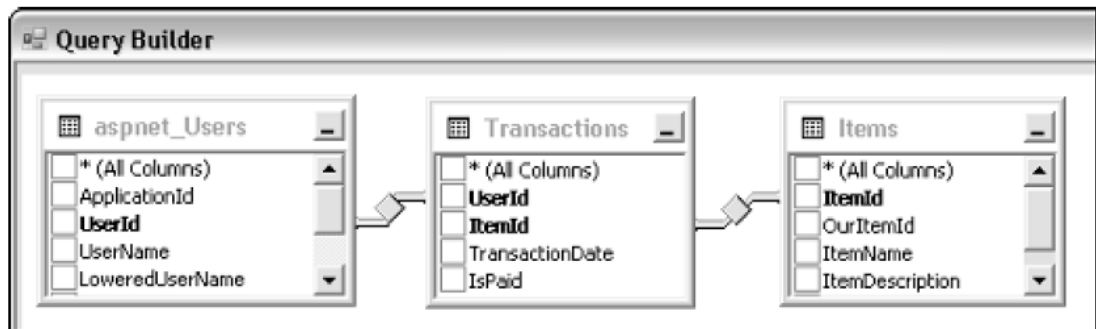 Query Builder
aspnet_Users
* (All Columns)
ApplicationId
UserId
UserName
LoweredUserName
Transactions
* (All Columns)
UserId
ItemId
TransactionDate
IsPaid
Items
* (All Columns)
ItemId
OurItemId
ItemName
ItemDescription